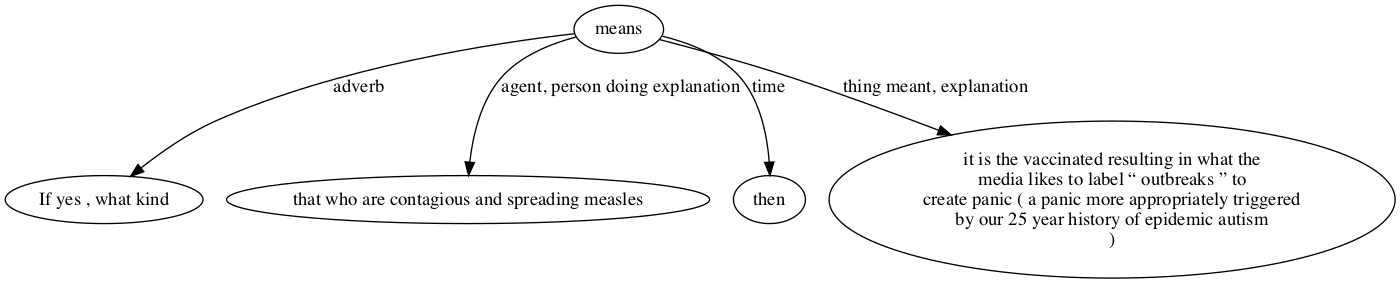 means
adverb
agent, person doing explanation
time
thing meant, explanation
If yes , what kind
that who are contagious and spreading measles
then
it is the vaccinated resulting in what the
media likes to label “ outbreaks ” to
create panic ( a panic more appropriately triggered
by our 25 year history of epidemic autism
)